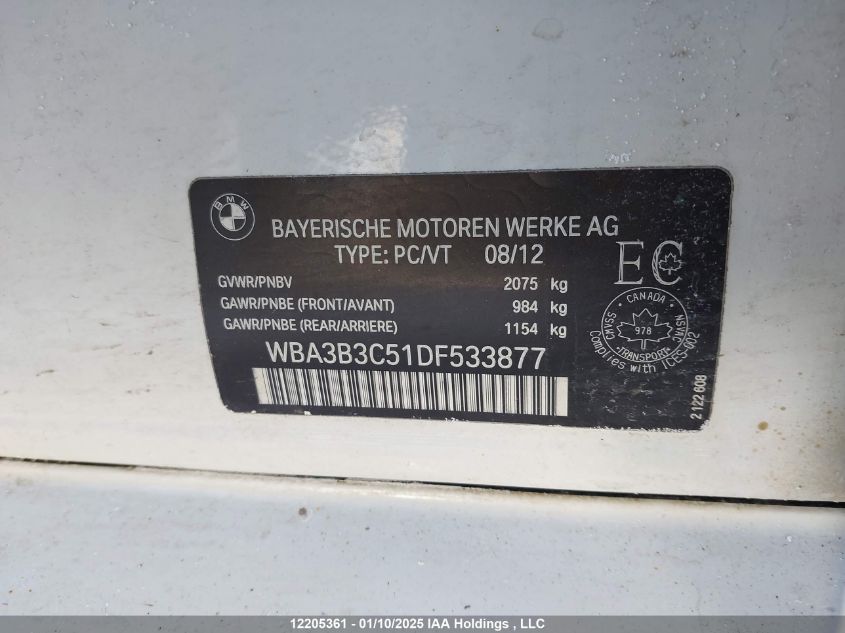 BMW
BAYERISCHE MOTOREN WERKE AG
TYPE: PC/VT 08/12
EC
GVWR/PNBV 2075 kg
GAWR/PNBE (FRONT/AVANT) 984 kg
GAWR/PNBE (REAR/ARRIERE) 1154 kg
WBA3B3C51DF533877
CANADA
CMVSS
NSVAC
978
TRANSPORT
Complies with ICES-002
2 122 608
12205361 - 01/10/2025 IAA Holdings , LLC